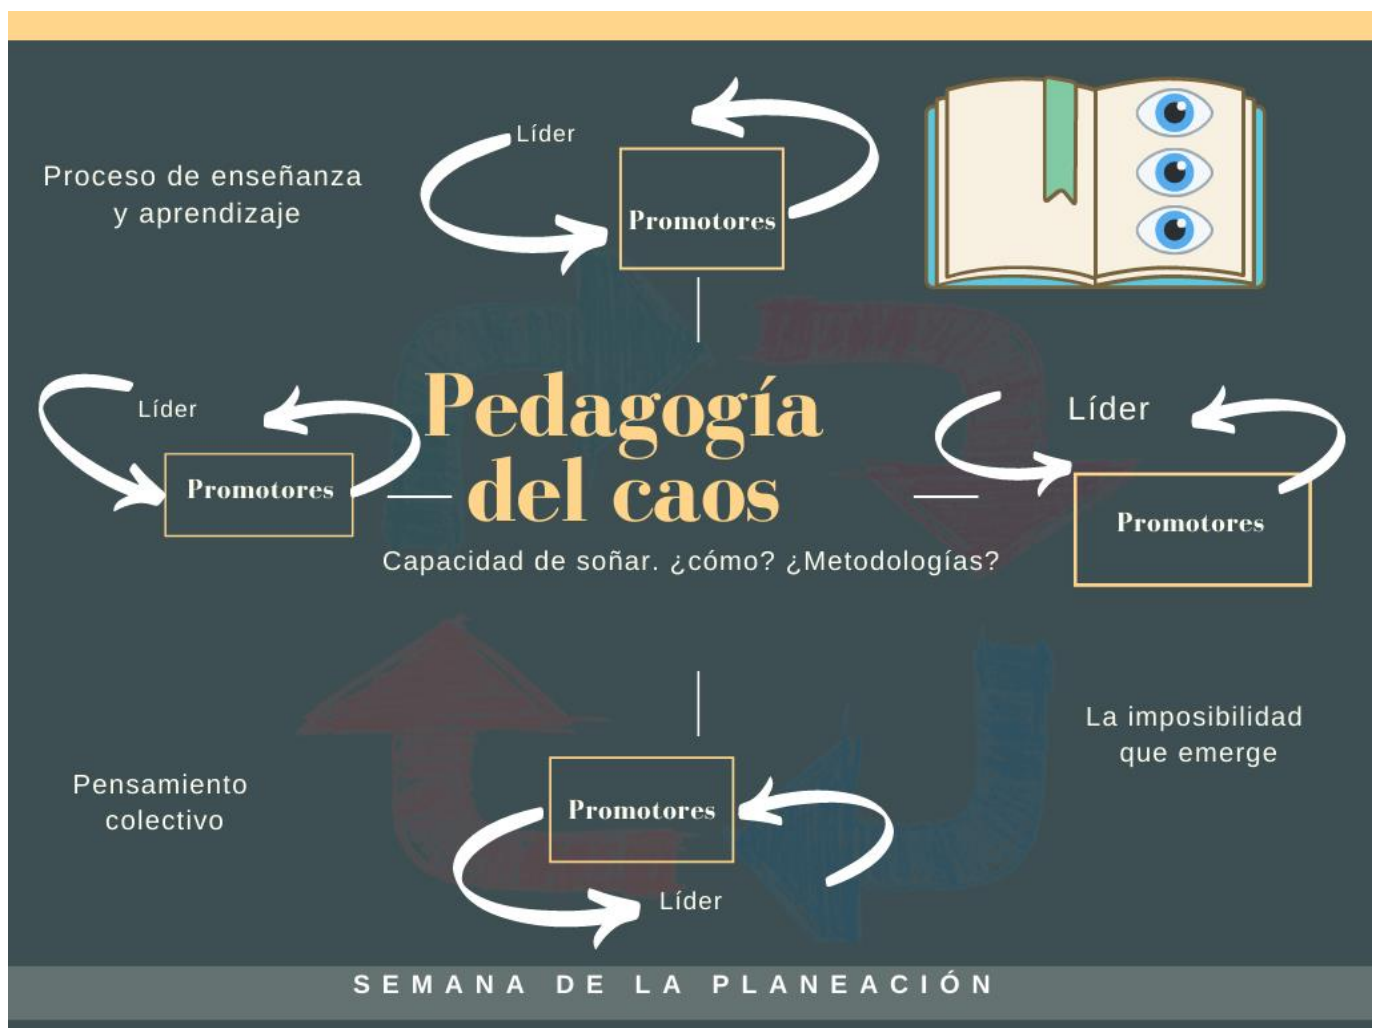 Líder
Proceso de enseñanza
y aprendizaje
Promotores
Líder
Promotores
Pedagogía
del caos
Capacidad de soñar. ¿cómo? ¿Metodologías?
Líder
Promotores
La imposibilidad
que emerge
Pensamiento
colectivo
Promotores
Líder
SEMANA DE LA PLANEACIÓN